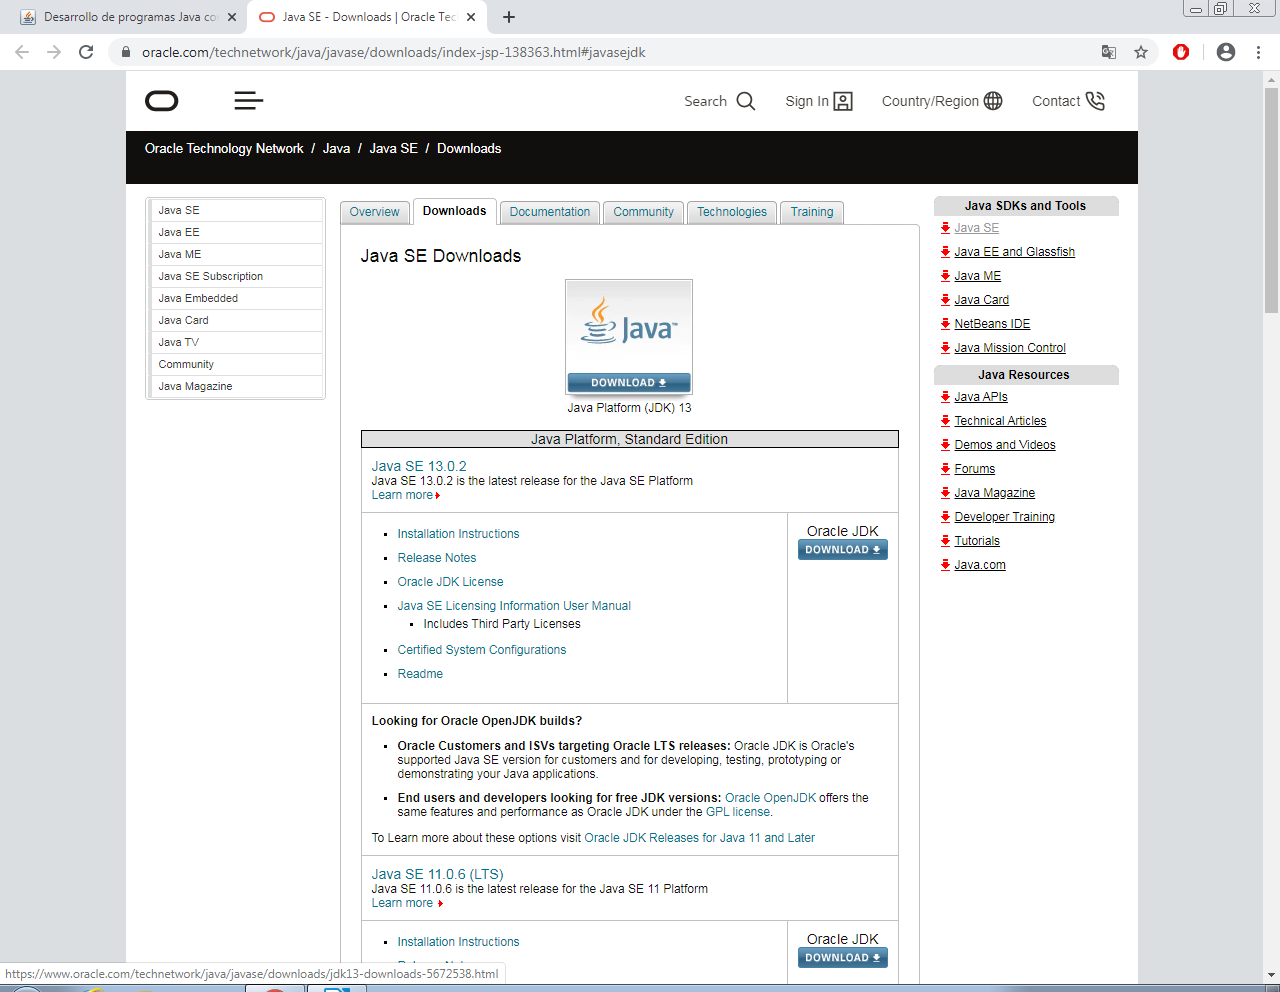 Desarrollo de programas Java co
Java SE - Downloads | Oracle Tec
oracle.com/technetwork/java/javase/downloads/index-jsp-138363.html#javasejdk
Search
Sign In
Country/Region
Contact
Oracle Technology Network / Java / Java SE / Downloads
Java SE
Java EE
Java ME
Java SE Subscription
Java Embedded
Java Card
Java TV
Community
Java Magazine
Overview
Downloads
Documentation
Community
Technologies
Training
Java SE Downloads
Java™
DOWNLOAD
Java Platform (JDK) 13
Java Platform, Standard Edition
Java SE 13.0.2
Java SE 13.0.2 is the latest release for the Java SE Platform
Learn more
Installation Instructions
Release Notes
Oracle JDK License
Java SE Licensing Information User Manual
Includes Third Party Licenses
Certified System Configurations
Readme
Oracle JDK
DOWNLOAD
Looking for Oracle OpenJDK builds?
Oracle Customers and ISVs targeting Oracle LTS releases: Oracle JDK is Oracle's
supported Java SE version for customers and for developing, testing, prototyping or
demonstrating your Java applications.
End users and developers looking for free JDK versions: Oracle OpenJDK offers the
same features and performance as Oracle JDK under the GPL license.
To Learn more about these options visit Oracle JDK Releases for Java 11 and Later
Java SE 11.0.6 (LTS)
Java SE 11.0.6 is the latest release for the Java SE 11 Platform
Learn more
Installation Instructions
Oracle JDK
DOWNLOAD
Java SDKs and Tools
Java SE
Java EE and Glassfish
Java ME
Java Card
NetBeans IDE
Java Mission Control
Java Resources
Java APIs
Technical Articles
Demos and Videos
Forums
Java Magazine
Developer Training
Tutorials
Java.com
https://www.oracle.com/technetwork/java/javase/downloads/jdk13-downloads-5672538.html